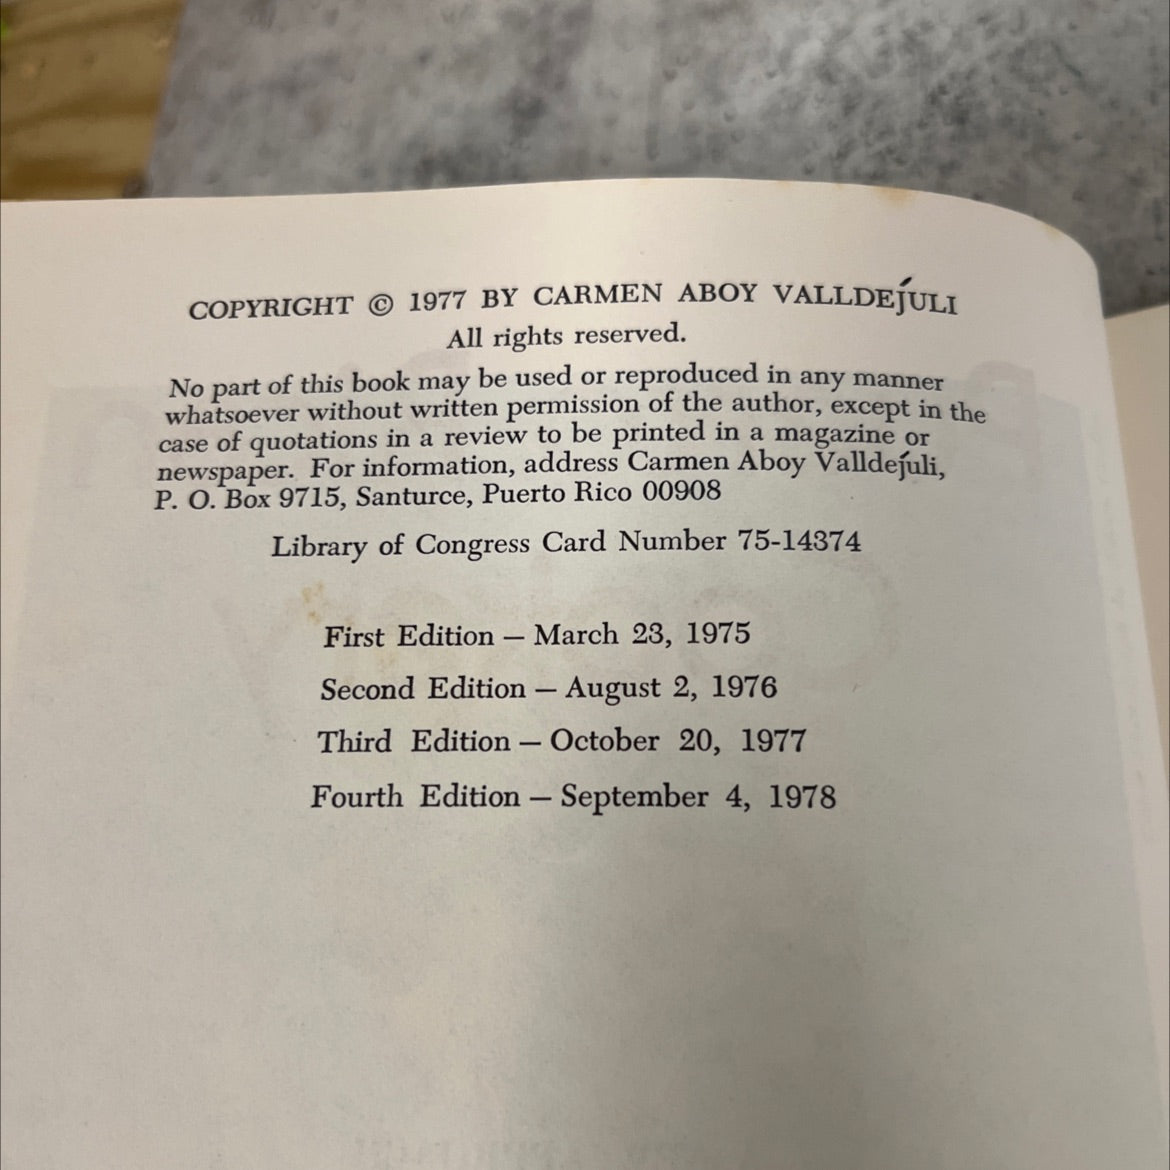 COPYRIGHT © 1977 BY CARMEN ABOY VALLDEJ́ULI
All rights reserved.
No part of this book may be used or reproduced in any manner
whatsoever without written permission of the author, except in the
case of quotations in a review to be printed in a magazine or
newspaper. For information, address Carmen Aboy Valldej́uli,
P. O. Box 9715, Santurce, Puerto Rico 00908
Library of Congress Card Number 75-14374
First Edition — March 23, 1975
Second Edition — August 2, 1976
Third Edition — October 20, 1977
Fourth Edition — September 4, 1978